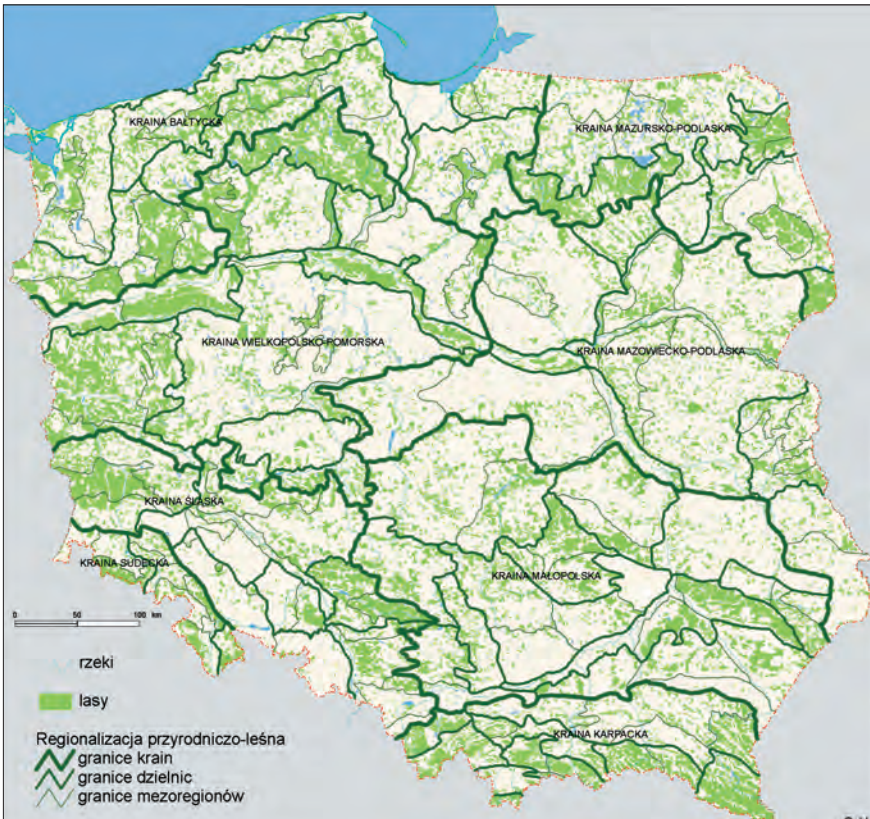 KRAINA BAŁTYCKA
KRAINA MAZURSKO-PODLASKA
KRAINA WIELKOPOLSKO-POMORSKA
KRAINA MAZOWIECKO-PODLASKA
KRAINA ŚLĄSKA
KRAINA SUDECKA
KRAINA MAŁOPOLSKA
KRAINA KARPACKA
0 50 100 km
rzeki
lasy
Regionalizacja przyrodniczo-leśna
granice krain
granice dzielnic
granice mezoregionów